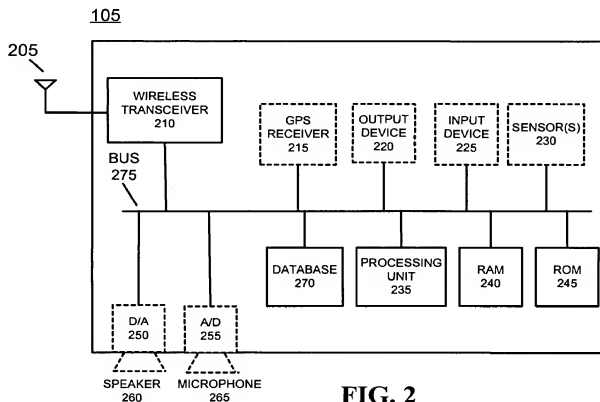 105
205
WIRELESS
TRANSCEIVER
210
GPS
RECEIVER
215
OUTPUT
DEVICE
220
INPUT
DEVICE
225
SENSOR(S)
230
BUS
275
DATABASE
270
PROCESSING
UNIT
235
RAM
240
ROM
245
D/A
250
A/D
255
SPEAKER
260
MICROPHONE
265
FIG. 2